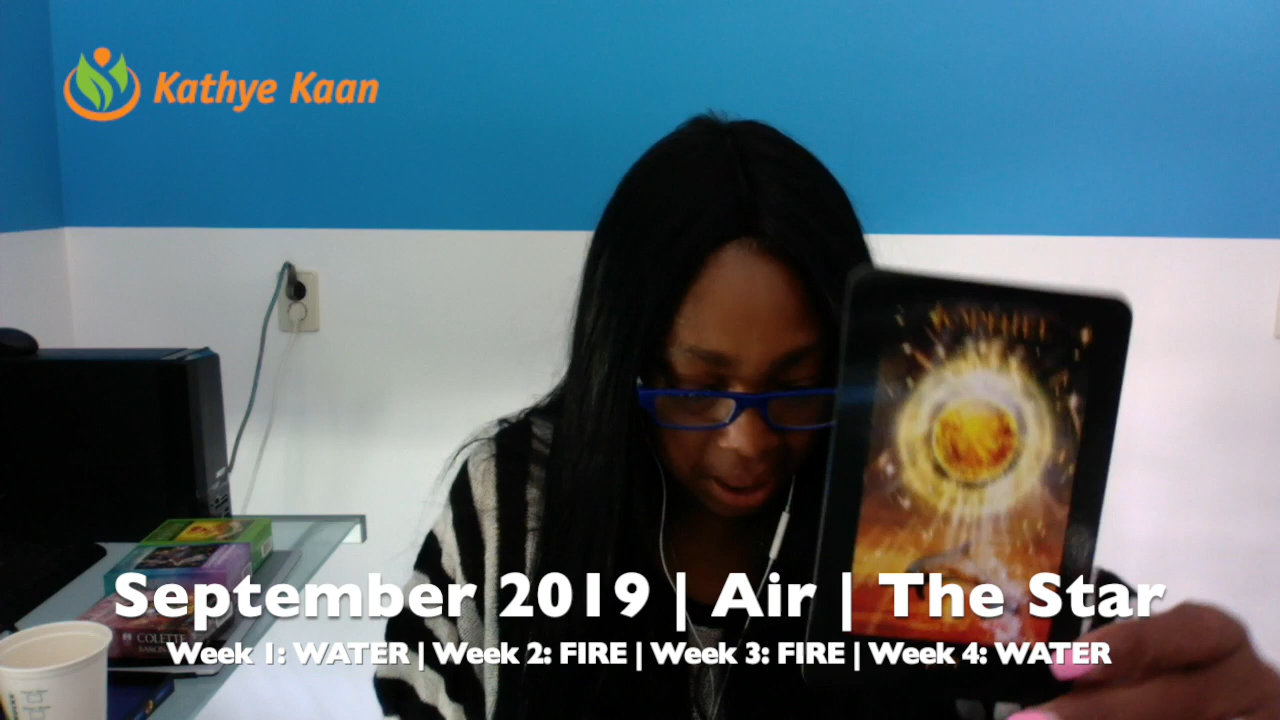 Kathye Kaan
COLETTE
September 2019 | Air | The Star
Week 1: WATER | Week 2: FIRE | Week 3: FIRE | Week 4: WATER